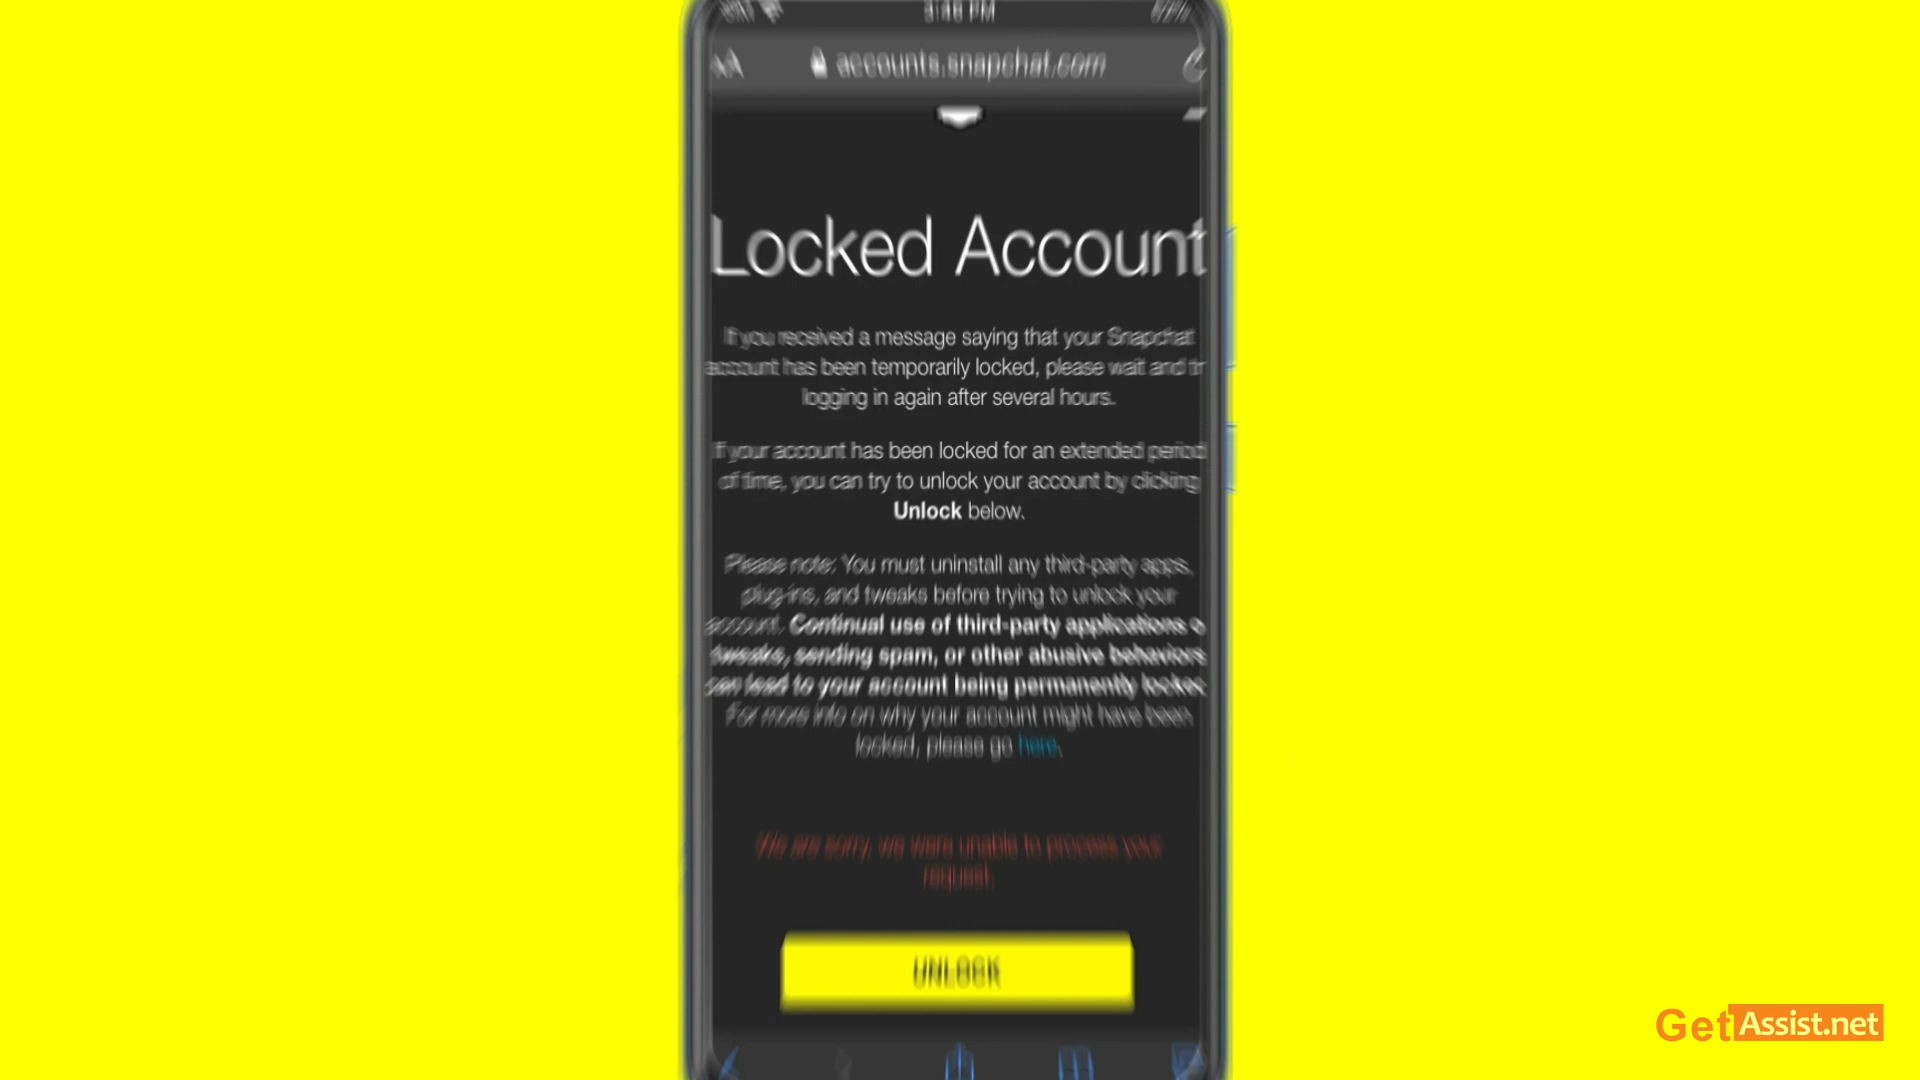 3:48 PM
AA accounts.snapchat.com
Locked Account
If you received a message saying that your Snapchat
account has been temporarily locked, please wait and tr
logging in again after several hours.
If your account has been locked for an extended period
of time, you can try to unlock your account by clicking
Unlock below.
Please note: You must uninstall any third-party apps,
plug-ins, and tweaks before trying to unlock your
account. Continual use of third-party applications o
tweaks, sending spam, or other abusive behaviors
can lead to your account being permanently locked.
For more info on why your account might have been
locked, please go here.
We are sorry, we were unable to process your
request.
UNLOCK
GetAssist.net